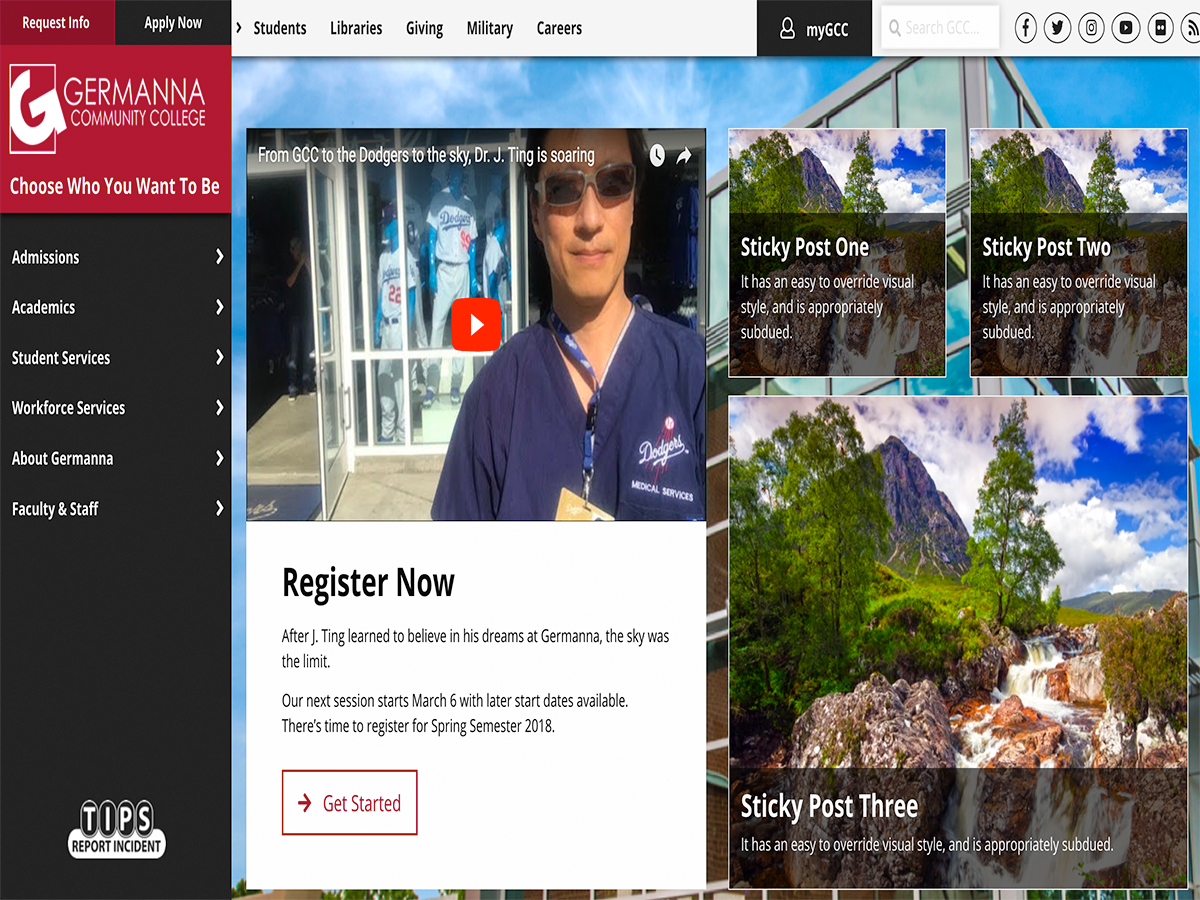 Request Info
Apply Now
Students
Libraries
Giving
Military
Careers
myGCC
Search GCC...
GERMANNA
COMMUNITY COLLEGE
Choose Who You Want To Be
Admissions
Academics
Student Services
Workforce Services
About Germanna
Faculty & Staff
TIPS
REPORT INCIDENT
From GCC to the Dodgers to the sky, Dr. J. Ting is soaring
Dodgers
99
22
Dodgers
MEDICAL SERVICES
Register Now
After J. Ting learned to believe in his dreams at Germanna, the sky was
the limit.
Our next session starts March 6 with later start dates available.
There’s time to register for Spring Semester 2018.
Get Started
Sticky Post One
It has an easy to override visual
style, and is appropriately
subdued.
Sticky Post Two
It has an easy to override visual
style, and is appropriately
subdued.
Sticky Post Three
It has an easy to override visual style, and is appropriately subdued.